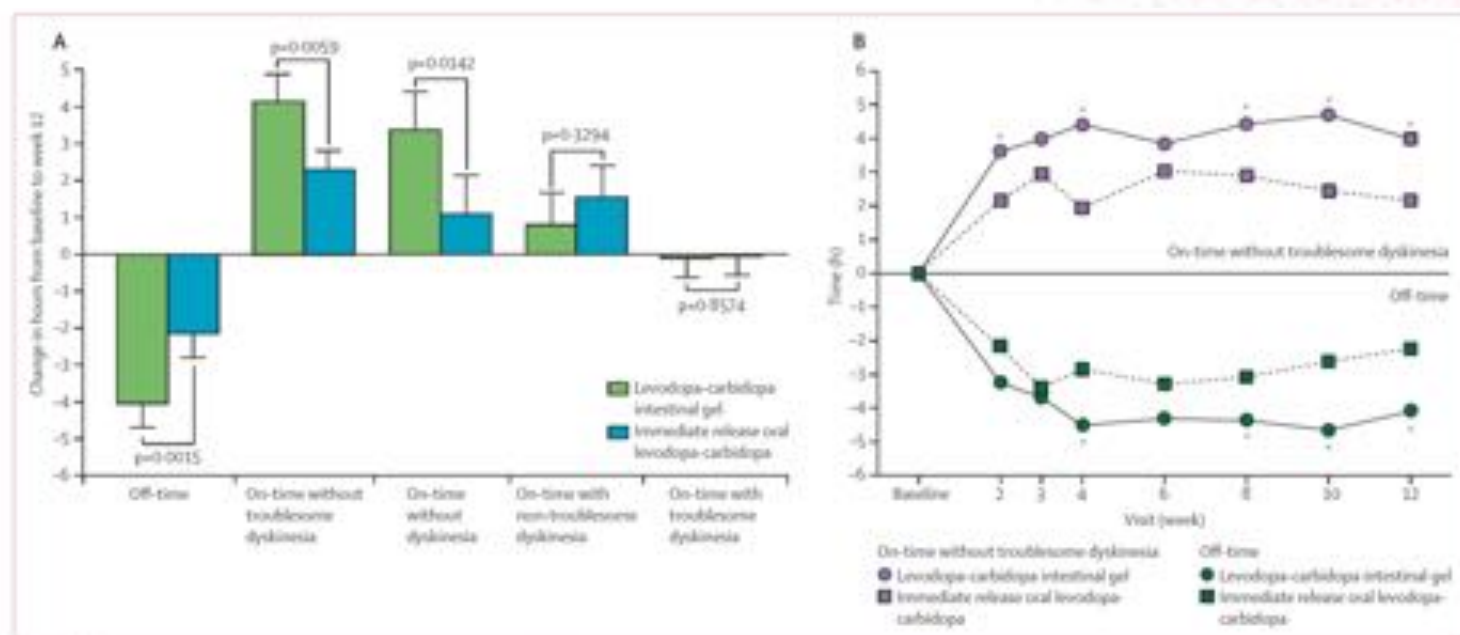 A
Change in hours from baseline to week 12
5
4
3
2
1
0
-1
-2
-3
-4
-5
-6
p=0·0059
p=0·0142
p=0·3294
p=0·8574
p=0·0015
Levodopa-carbidopa
intestinal gel
Immediate release oral
levodopa-carbidopa
Off-time
On-time without
troublesome
dyskinesia
On-time
without
dyskinesia
On-time with
non-troublesome
dyskinesia
On-time with
troublesome
dyskinesia
B
Time (h)
6
5
4
3
2
1
0
-1
-2
-3
-4
-5
-6
On-time without troublesome dyskinesia
Off-time
Baseline
2
3
4
6
8
10
12
Visit (week)
On-time without troublesome dyskinesia
Levodopa-carbidopa intestinal gel
Immediate release oral levodopa-
carbidopa
Off-time
Levodopa-carbidopa intestinal gel
Immediate release oral levodopa-
carbidopa